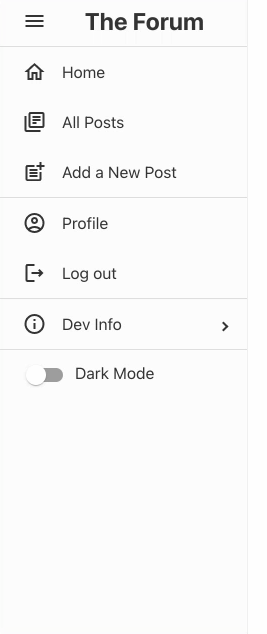 The Forum
Home
All Posts
Add a New Post
Profile
Log out
Dev Info
Dark Mode